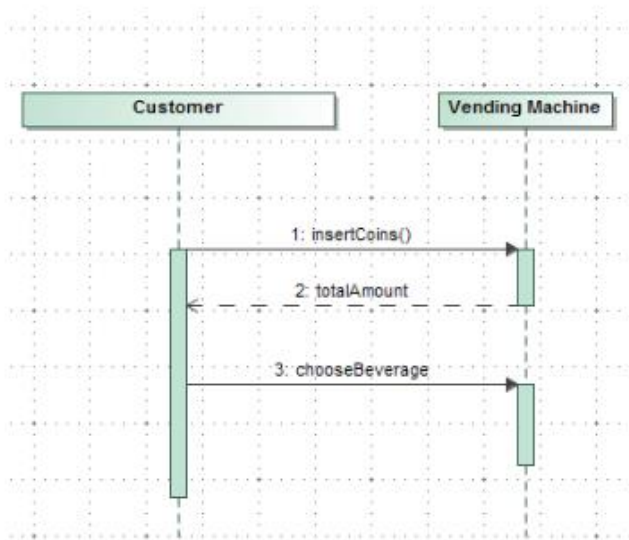 Customer
Vending Machine
1: insertCoins()
2: totalAmount
3: chooseBeverage